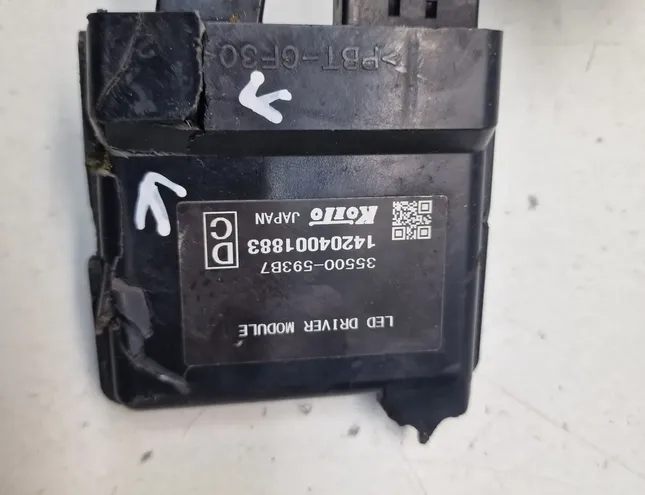 LED DRIVER MODULE
35500-593B7
14204001883
Koito JAPAN
DC
>PBT-GF30